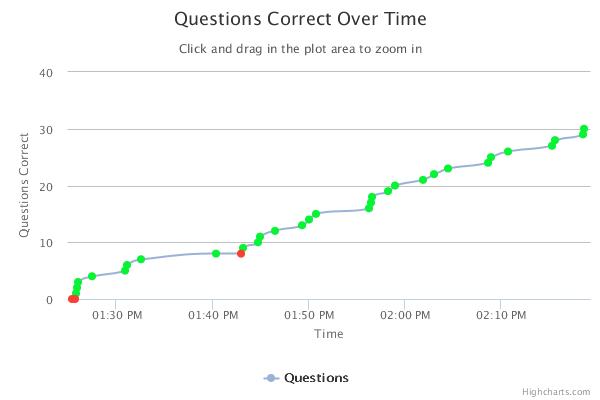 Questions Correct Over Time
Click and drag in the plot area to zoom in
40
30
20
10
0
Questions Correct
01:30 PM 01:40 PM 01:50 PM 02:00 PM 02:10 PM
Time
Questions
Highcharts.com